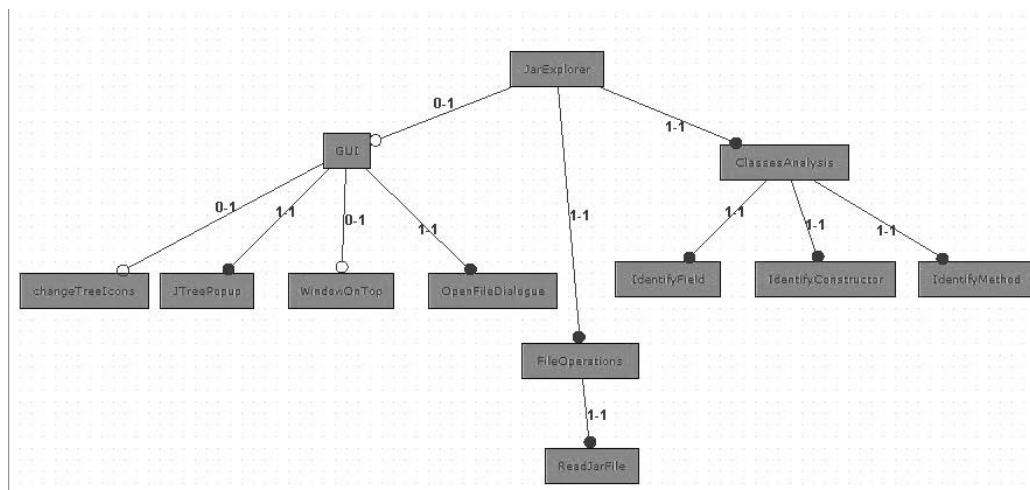 JarExplorer
0-1
1-1
1-1
GUI
ClassesAnalysis
0-1
1-1
0-1
1-1
1-1
1-1
1-1
changeTreeIcons
JTreePopup
WindowOnTop
OpenFileDialogue
IdentifyField
IdentifyConstructor
IdentifyMethod
FileOperations
1-1
ReadJarFile